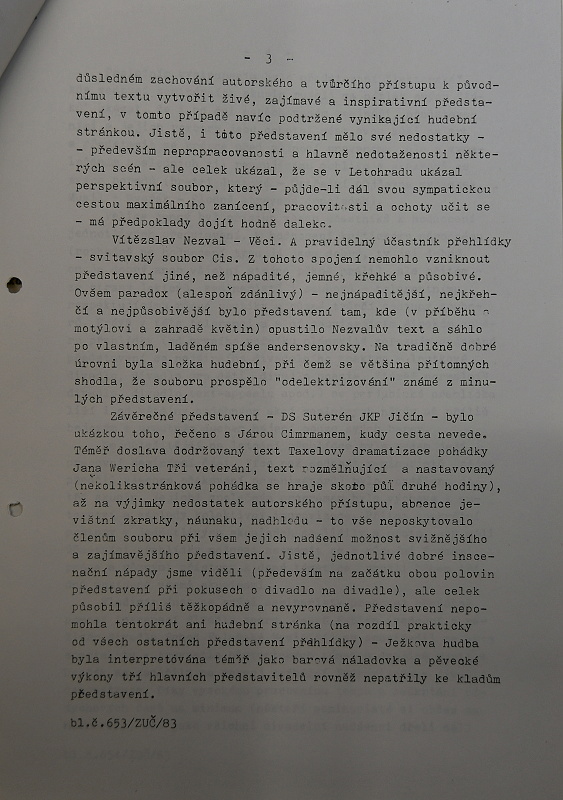 - 3 -
důsledném zachování autorského a tvůrčího přístupu k původ-
nímu textu vytvořit živé, zajímavé a inspirativní předsta-
vení, v tomto případě navíc podtržené vynikající hudební
stránkou. Jistě, i toto představení mělo své nedostatky -
- především nepropracovanosti a hlavně nedotaženosti někte-
rých scén - ale celek ukázal, že se v Letohradu ukázal
perspektivní soubor, který - půjde-li dál svou sympatickou
cestou maximálního zanícení, pracovitosti a ochoty učit se
- má předpoklady dojít hodně daleko.
Vítězslav Nezval - Věci. A pravidelný účastník přehlídky
- svitavský soubor Cis. Z tohoto spojení nemohlo vzniknout
představení jiné, než nápadité, jemné, křehké a působivé.
Ovšem paradox (alespoň zdánlivý) - nejnápaditější, nejkřeh-
čí a nejpůsobivější bylo představení tam, kde (v příběhu o
motýlovi a zahradě květin) opustilo Nezvalův text a sáhlo
po vlastním, laděném spíše andersenovsky. Na tradičně dobré
úrovni byla složka hudební, při čemž se většina přítomných
shodla, že souboru prospělo "odelektrizování" známé z minu-
lých představení.
Závěrečné představení - DS Suterén JKP Jičín - bylo
ukázkou toho, řečeno s Járou Cimrmanem, kudy cesta nevede.
Téměř doslova dodržovaný text Taxelovy dramatizace pohádky
Jana Wericha Tři veteráni, text rozmělňující a nastavovaný
(několikastránková pohádka se hraje skoro půl druhé hodiny),
až na výjimky nedostatek autorského přístupu, absence je-
vištní zkratky, náunaku, nadhledu - to vše neposkytovalo
členům souboru při všem jejich nadšení možnost svižnějšího
a zajímavějšího představení. Jistě, jednotlivé dobré insce-
nační nápady jsme viděli (především na začátku obou polovin
představení při pokusech o divadlo na divadle), ale celek
působil příliš těžkopádně a nevyrovnaně. Představení nepo-
mohla tentokrát ani hudební stránka (na rozdíl prakticky
od všech ostatních představení přehlídky) - Ježkova hudba
byla interpretována téměř jako barová náladovka a pěvecké
výkony tří hlavních představitelů rovněž nepatřily ke kladům
představení.
bl.č.653/ZUČ/83